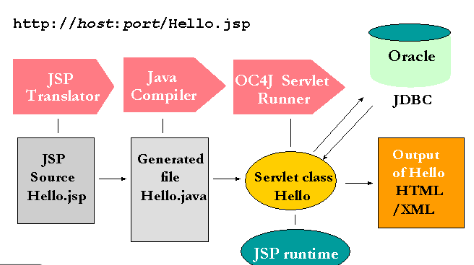 http://host:port/Hello.jsp
JSP
Translator
Java
Compiler
OC4J Servlet
Runner
Oracle
JDBC
JSP
Source
Hello.jsp
Generated
file
Hello.java
Servlet class
Hello
Output
of Hello
HTML
/XML
JSP runtime